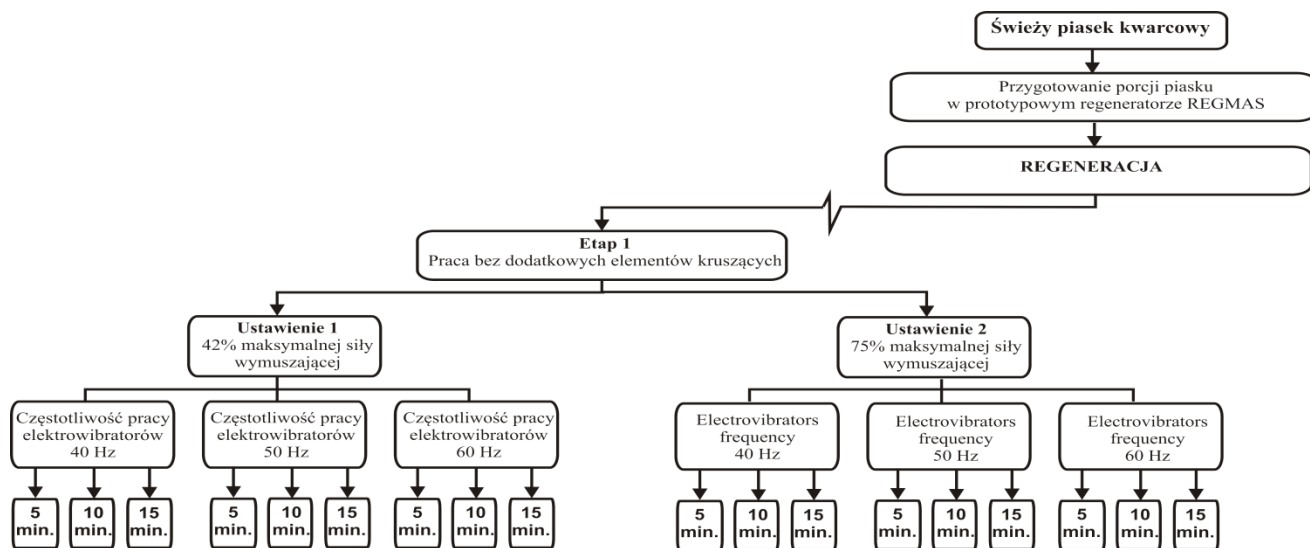 Świeży piasek kwarcowy
Przygotowanie porcji piasku
w prototypowym regeneratorze REGMAS
REGENERACJA
Etap 1
Praca bez dodatkowych elementów kruszących
Ustawienie 1
42% maksymalnej siły
wymuszającej
Ustawienie 2
75% maksymalnej siły
wymuszającej
Częstotliwość pracy
elektrowibratorów
40 Hz
Częstotliwość pracy
elektrowibratorów
50 Hz
Częstotliwość pracy
elektrowibratorów
60 Hz
Electrovibrators
frequency
40 Hz
Electrovibrators
frequency
50 Hz
Electrovibrators
frequency
60 Hz
5
min.
10
min.
15
min.
5
min.
10
min.
15
min.
5
min.
10
min.
15
min.
5
min.
10
min.
15
min.
5
min.
10
min.
15
min.
5
min.
10
min.
15
min.